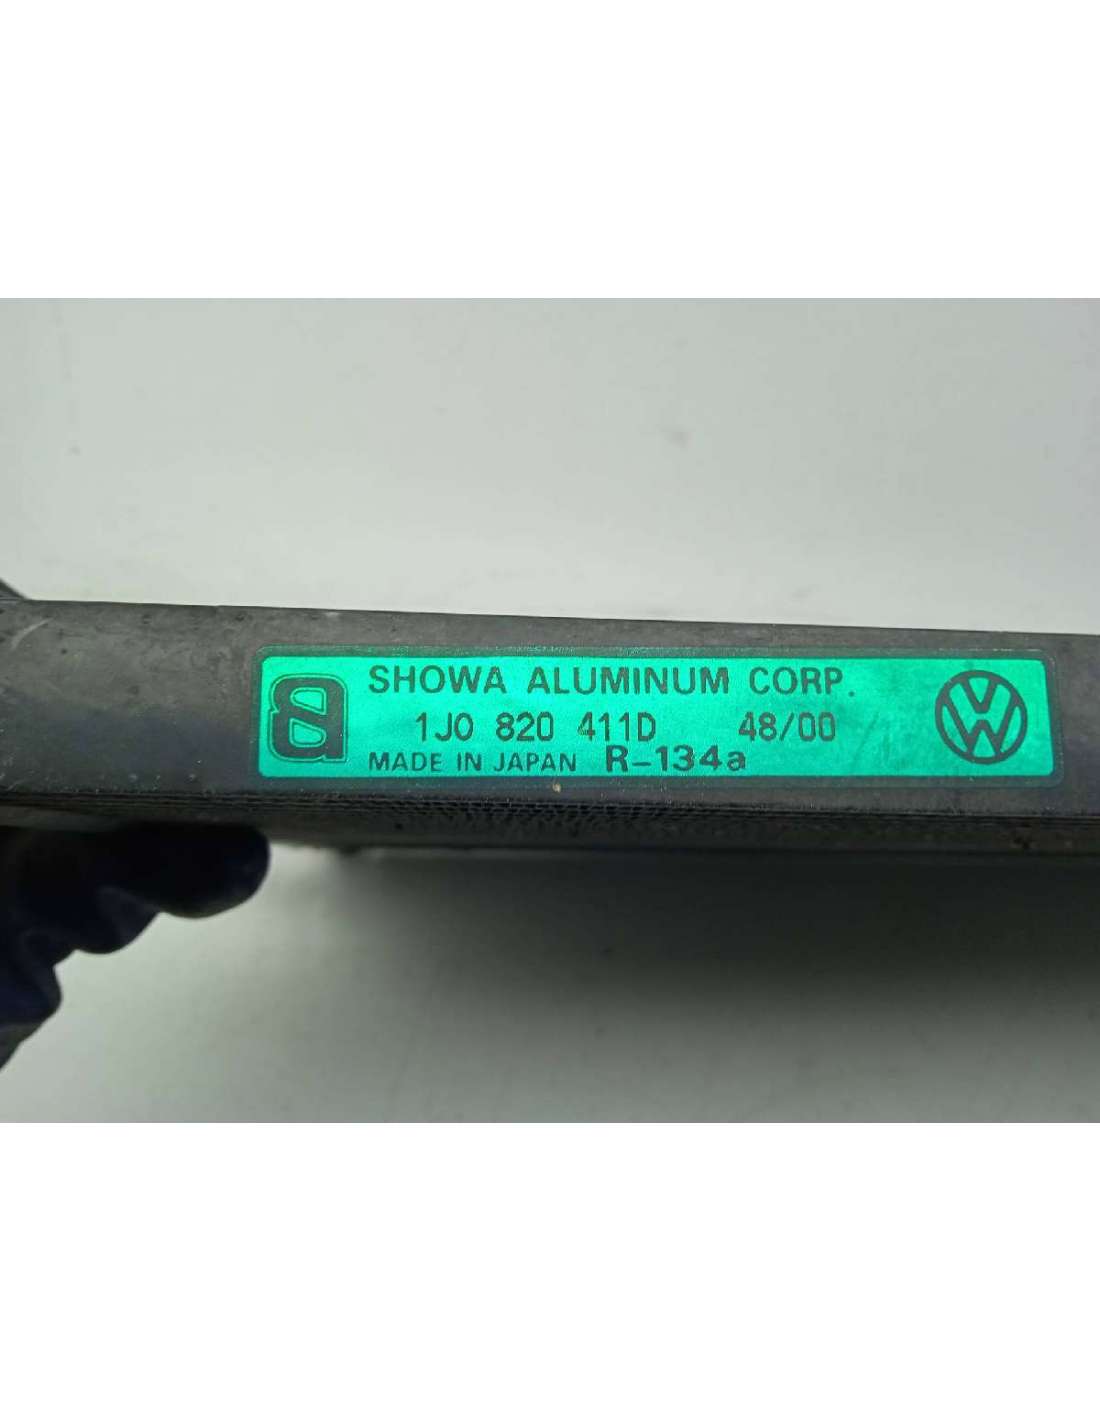 SHOWA ALUMINUM CORP.
1J0 820 411D 48/00
MADE IN JAPAN R-134a